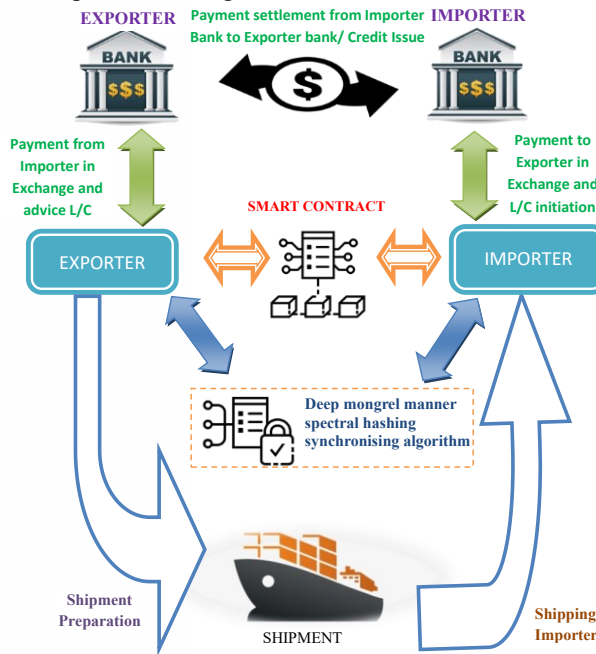 EXPORTER
IMPORTER
Payment settlement from Importer
Bank to Exporter bank/ Credit Issue
BANK
$$$
$
BANK
$$$
Payment from
Importer in
Exchange and
advice L/C
Payment to
Exporter in
Exchange and
L/C initiation
SMART CONTRACT
EXPORTER
IMPORTER
Deep mongrel manner
spectral hashing
synchronising algorithm
Shipment
Preparation
SHIPMENT
Shipping
Importer